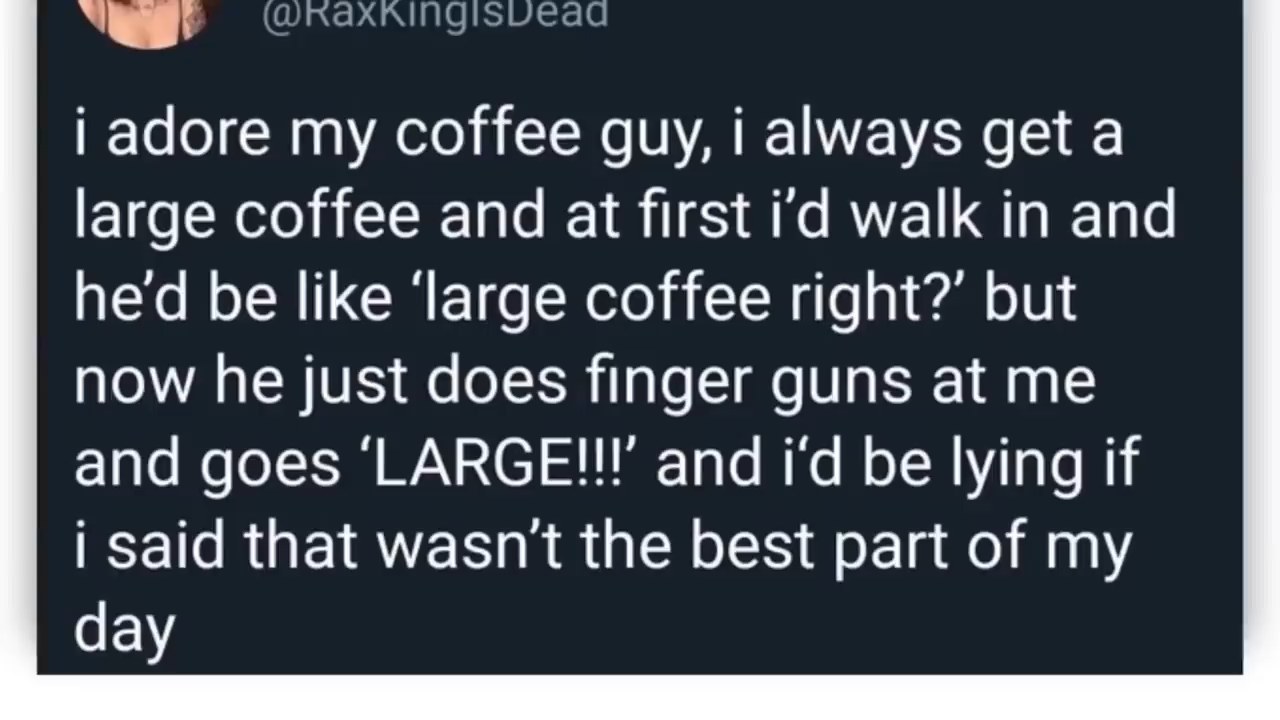 @RaxKingIsDead
i adore my coffee guy, i always get a
large coffee and at first i’d walk in and
he’d be like ‘large coffee right?’ but
now he just does finger guns at me
and goes ‘LARGE!!!’ and i‘d be lying if
i said that wasn’t the best part of my
day